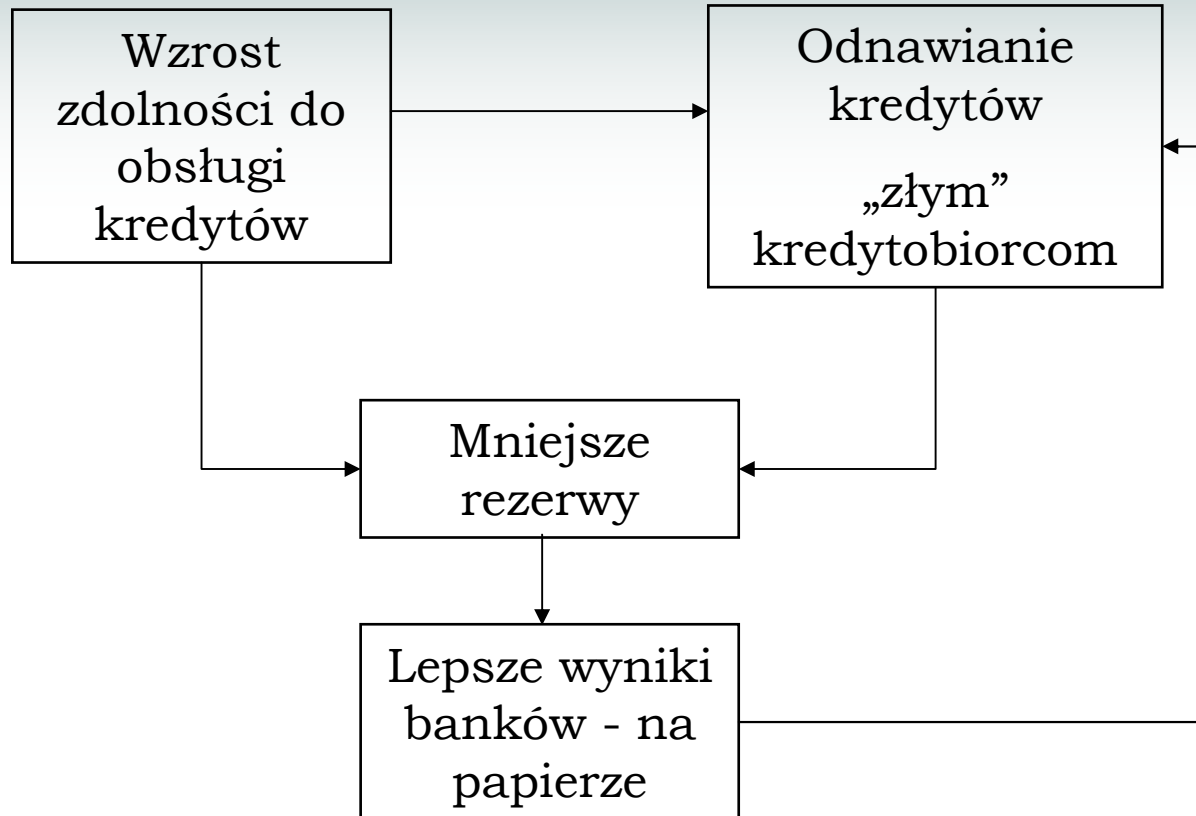 Wzrost
zdolności do
obsługi
kredytów
Odnawianie
kredytów
„złym”
kredytobiorcom
Mniejsze
rezerwy
Lepsze wyniki
banków - na
papierze